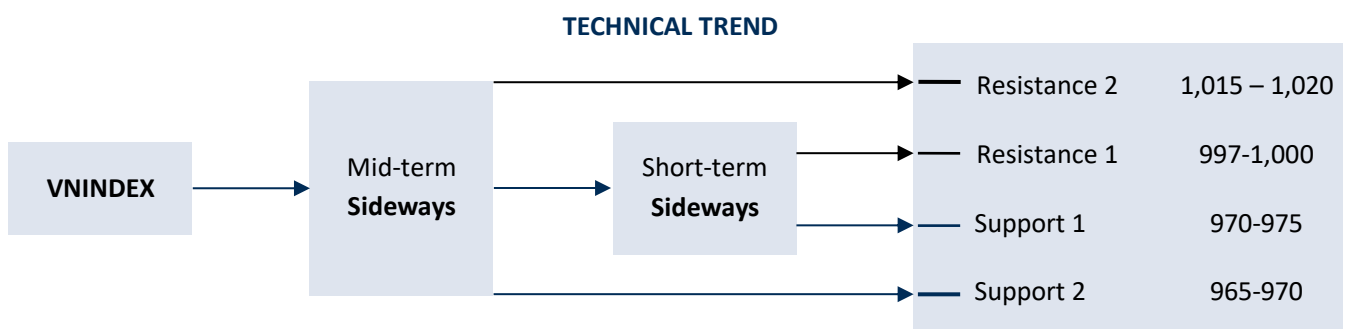 TECHNICAL TREND
VNINDEX
Mid-term
Sideways
Short-term
Sideways
Resistance 2 1,015 – 1,020
Resistance 1 997-1,000
Support 1 970-975
Support 2 965-970